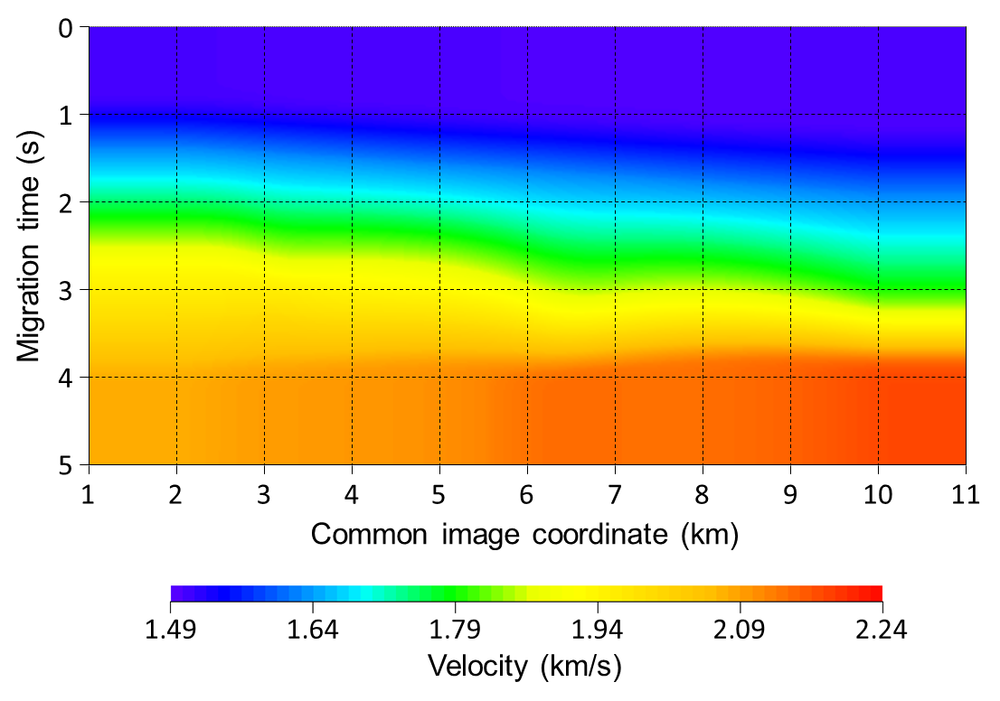 0
1
2
3
4
5
Migration time (s)
1 2 3 4 5 6 7 8 9 10 11
Common image coordinate (km)
1.49 1.64 1.79 1.94 2.09 2.24
Velocity (km/s)